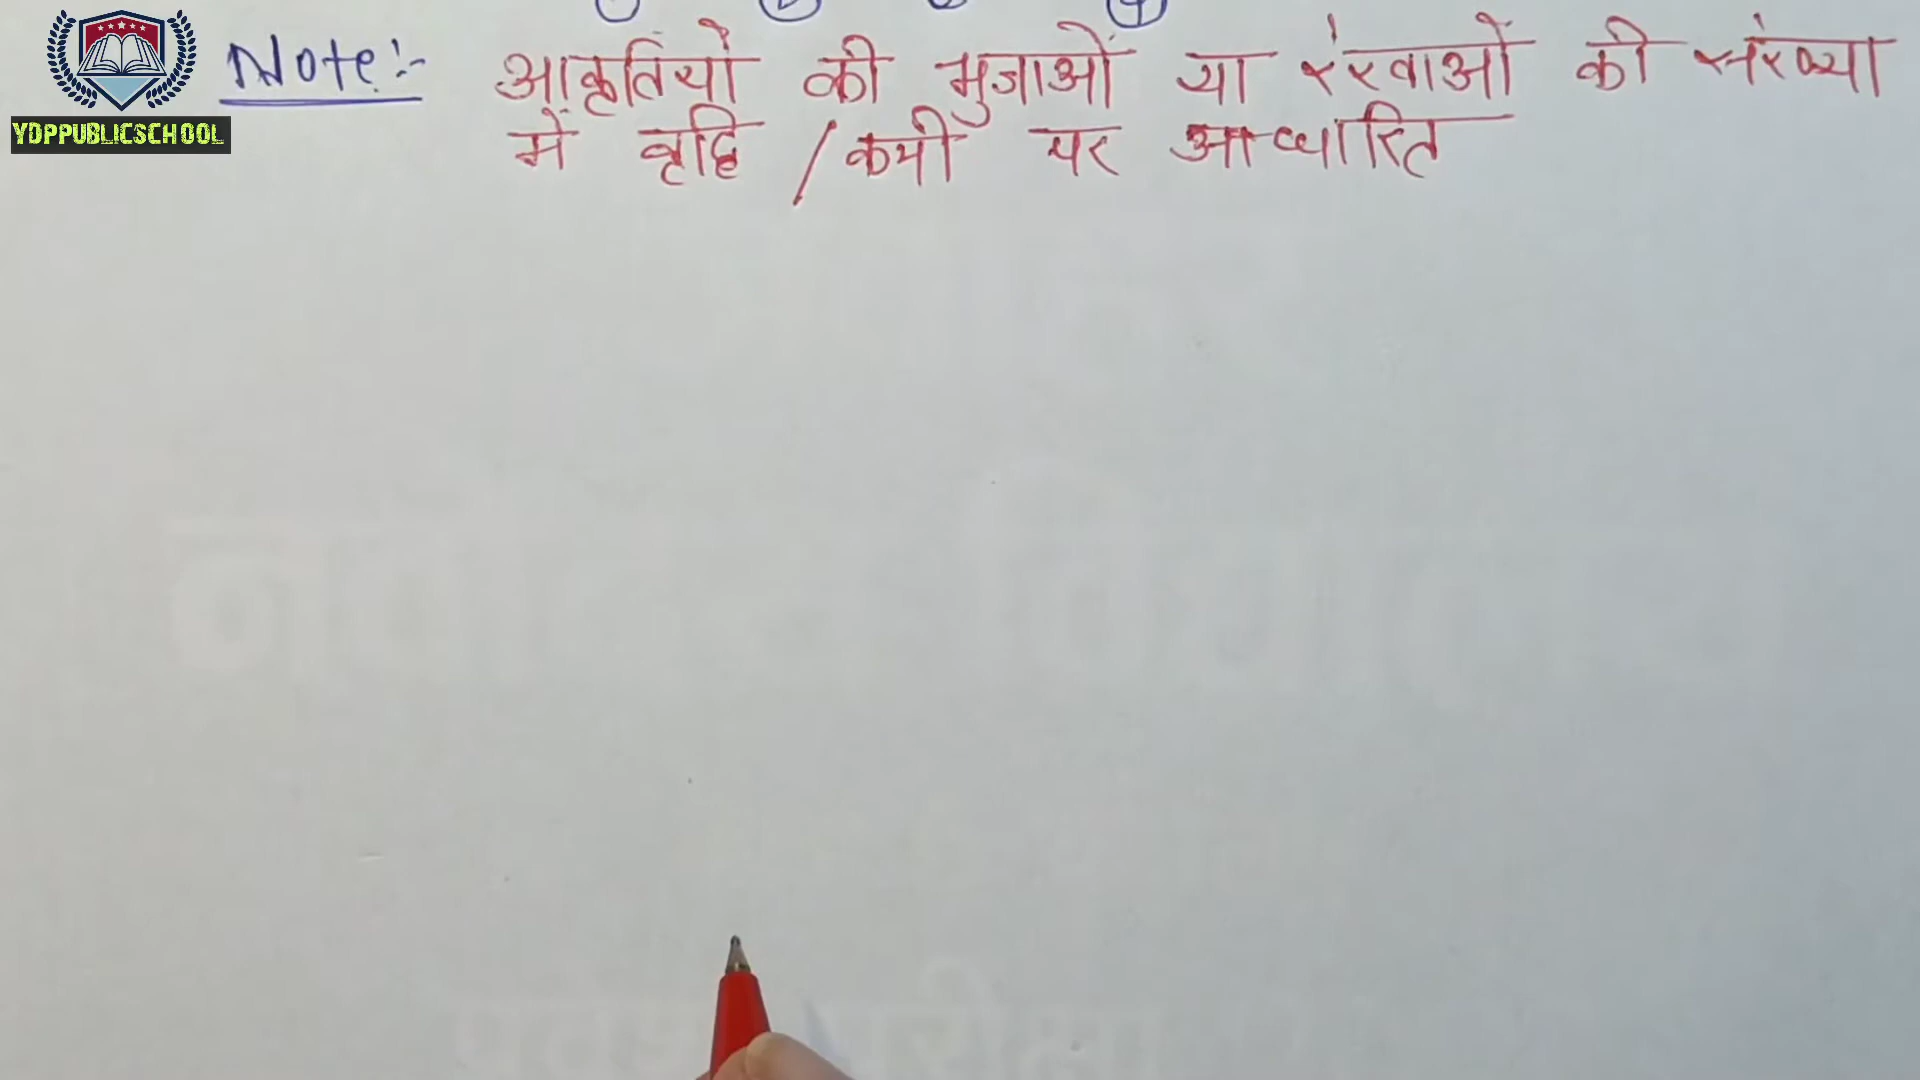 Note:- आकृतियों की भुजाओं या रेखाओं की संख्या
में वृद्धि / कमी पर आधारित
YDPPUBLICSCHOOL